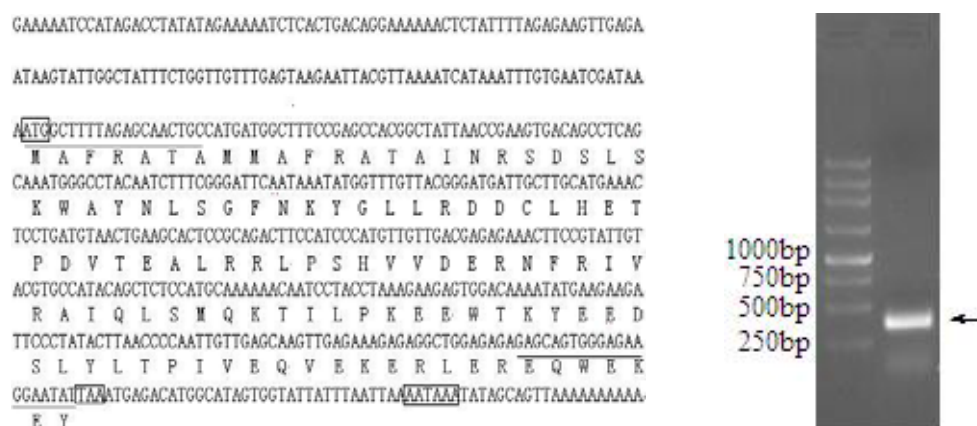 GAAAAATCCATAGACCTATATAGAAAAATCTCACTGACAGGAAAAAACTCTATTTTAGAGAAGTTGAGA
ATAAGTATTGGCTATTTCTGGTTGTTTGAGTAAGAATTACGTTAAAATCATAAATTTGTGAATCGATAA
AATGGCTTTTAGAGCAACTGCCATGATGGCTTTCCGAGCCACGGCTATTAACCGAAGTGACAGCCTCAG
M A F R A T A M M A F R A T A I N R S D S L S
CAAATGGGCCTACAATCTTTCGGGATTCAATAAATATGGTTTGTTACGGGATGATTGCTTGCATGAAAC
K W A Y N L S G F N K Y G L L R D D C L H E T
TCCTGATGTAACTGAAGCACTCCGCAGACTTCCATCCCATGTTGTTGACGAGAGAAACTTCCGTATTGT
P D V T E A L R R L P S H V V D E R N F R I V
ACGTGCCATACAGCTCTCCATGCAAAAAACAATCCTACCTAAAGAAGAGTGGACAAAATATGAAGAAGA
R A I Q L S M Q K T I L P K E E W T K Y E E D
TTCCCTATACTTAACCCCAATTGTTGAGCAAGTTGAGAAAGAGAGGCTGGAGAGAGAGCAGTGGGAGAA
S L Y L T P I V E Q V E K E R L E R E Q W E K
GGAATATTAAATGAGACATGGCATAGTGGTATTATTTAATTAAAATAAATATAGCAGTTAAAAAAAAAA
E Y
1000bp
750bp
500bp
250bp